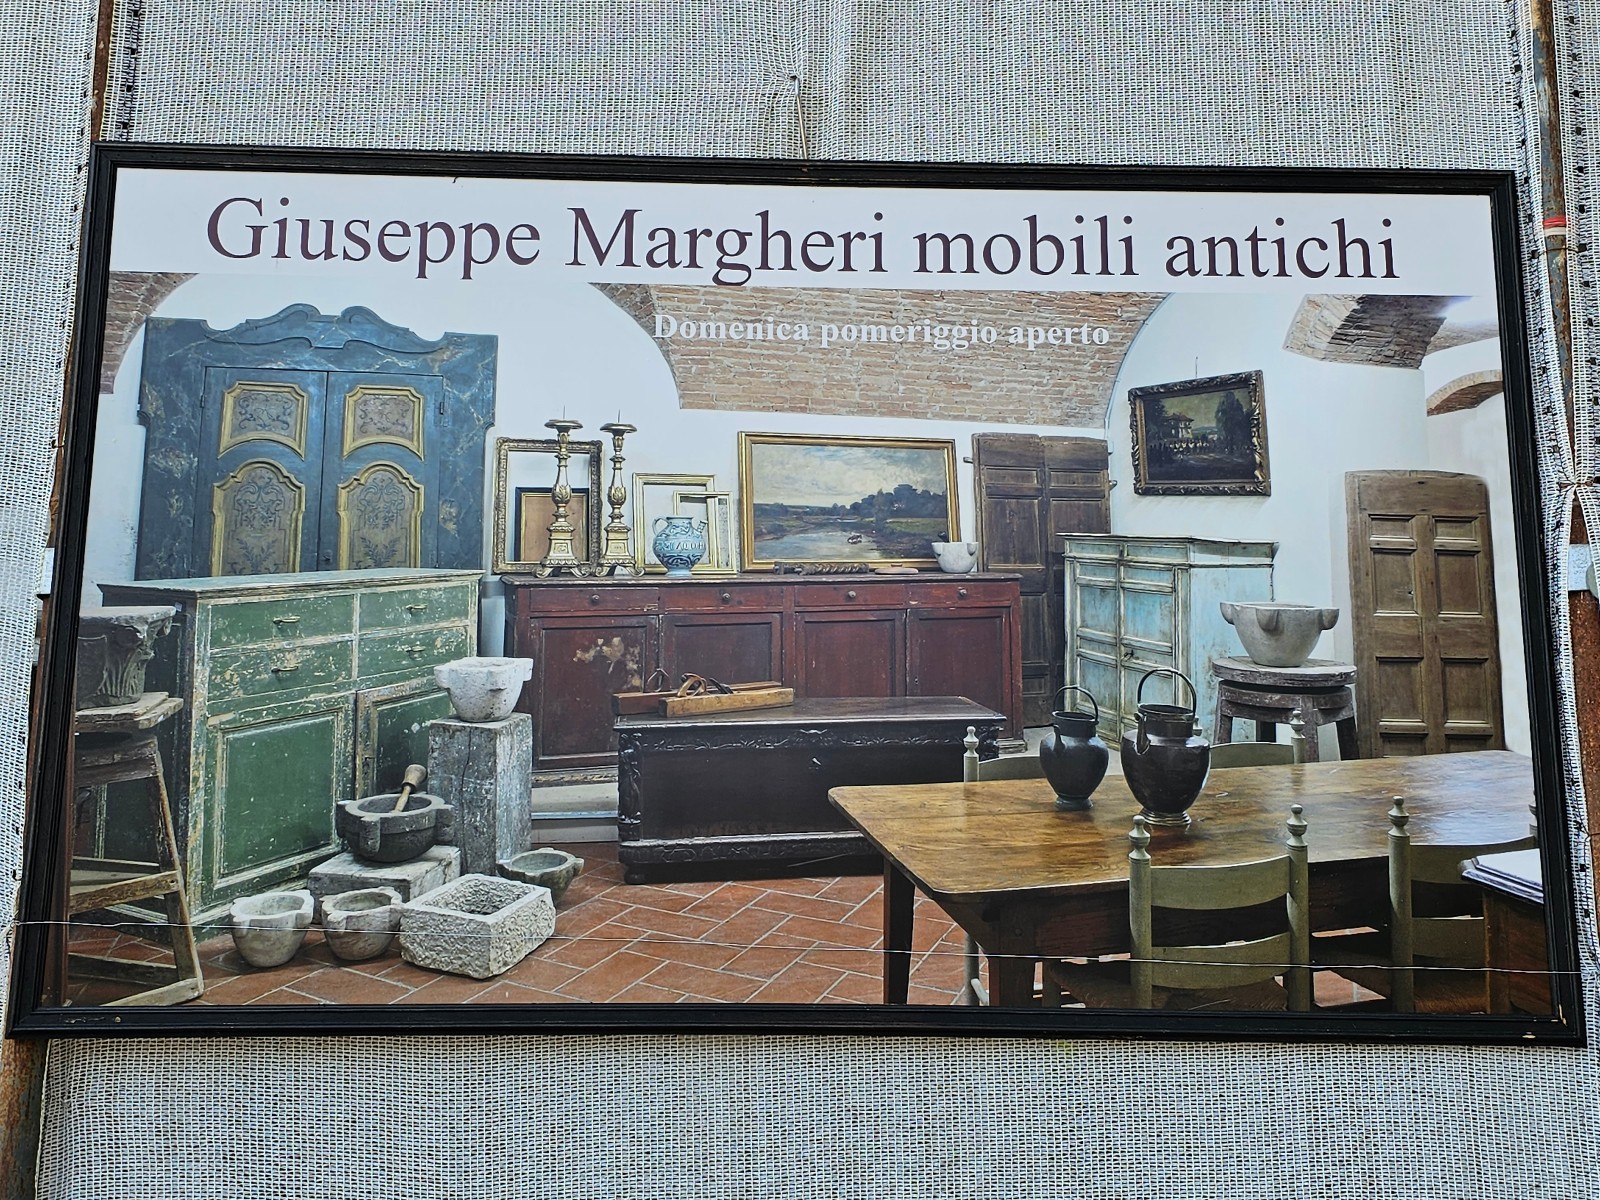 Giuseppe Margheri mobili antichi
Domenica pomeriggio aperto